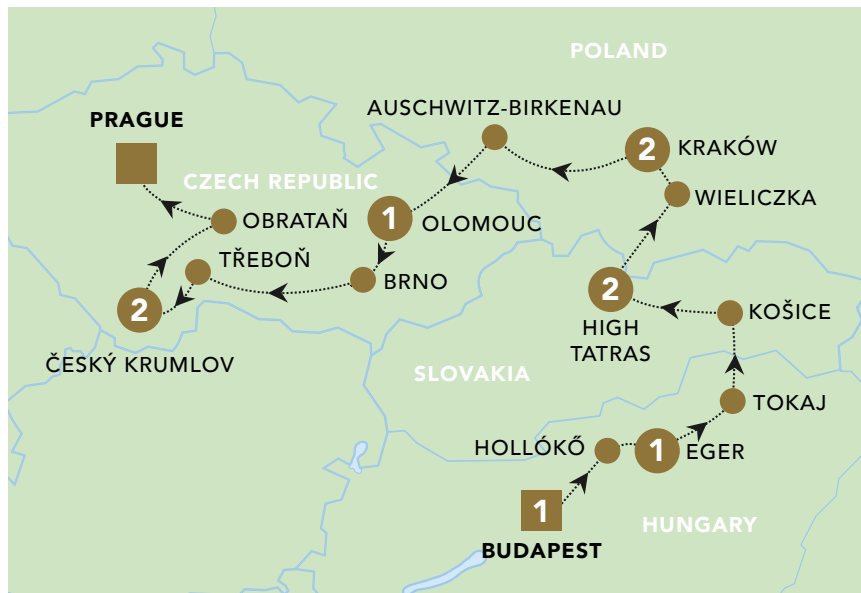 POLAND
AUSCHWITZ-BIRKENAU
PRAGUE
2
KRAKÓW
CZECH REPUBLIC
WIELICZKA
1
OLOMOUC
OBRATAŇ
TŘEBOŇ
BRNO
2
2
HIGH
TATRAS
KOŠICE
ČESKÝ KRUMLOV
SLOVAKIA
TOKAJ
HOLLÓKŐ
1
EGER
1
BUDAPEST
HUNGARY